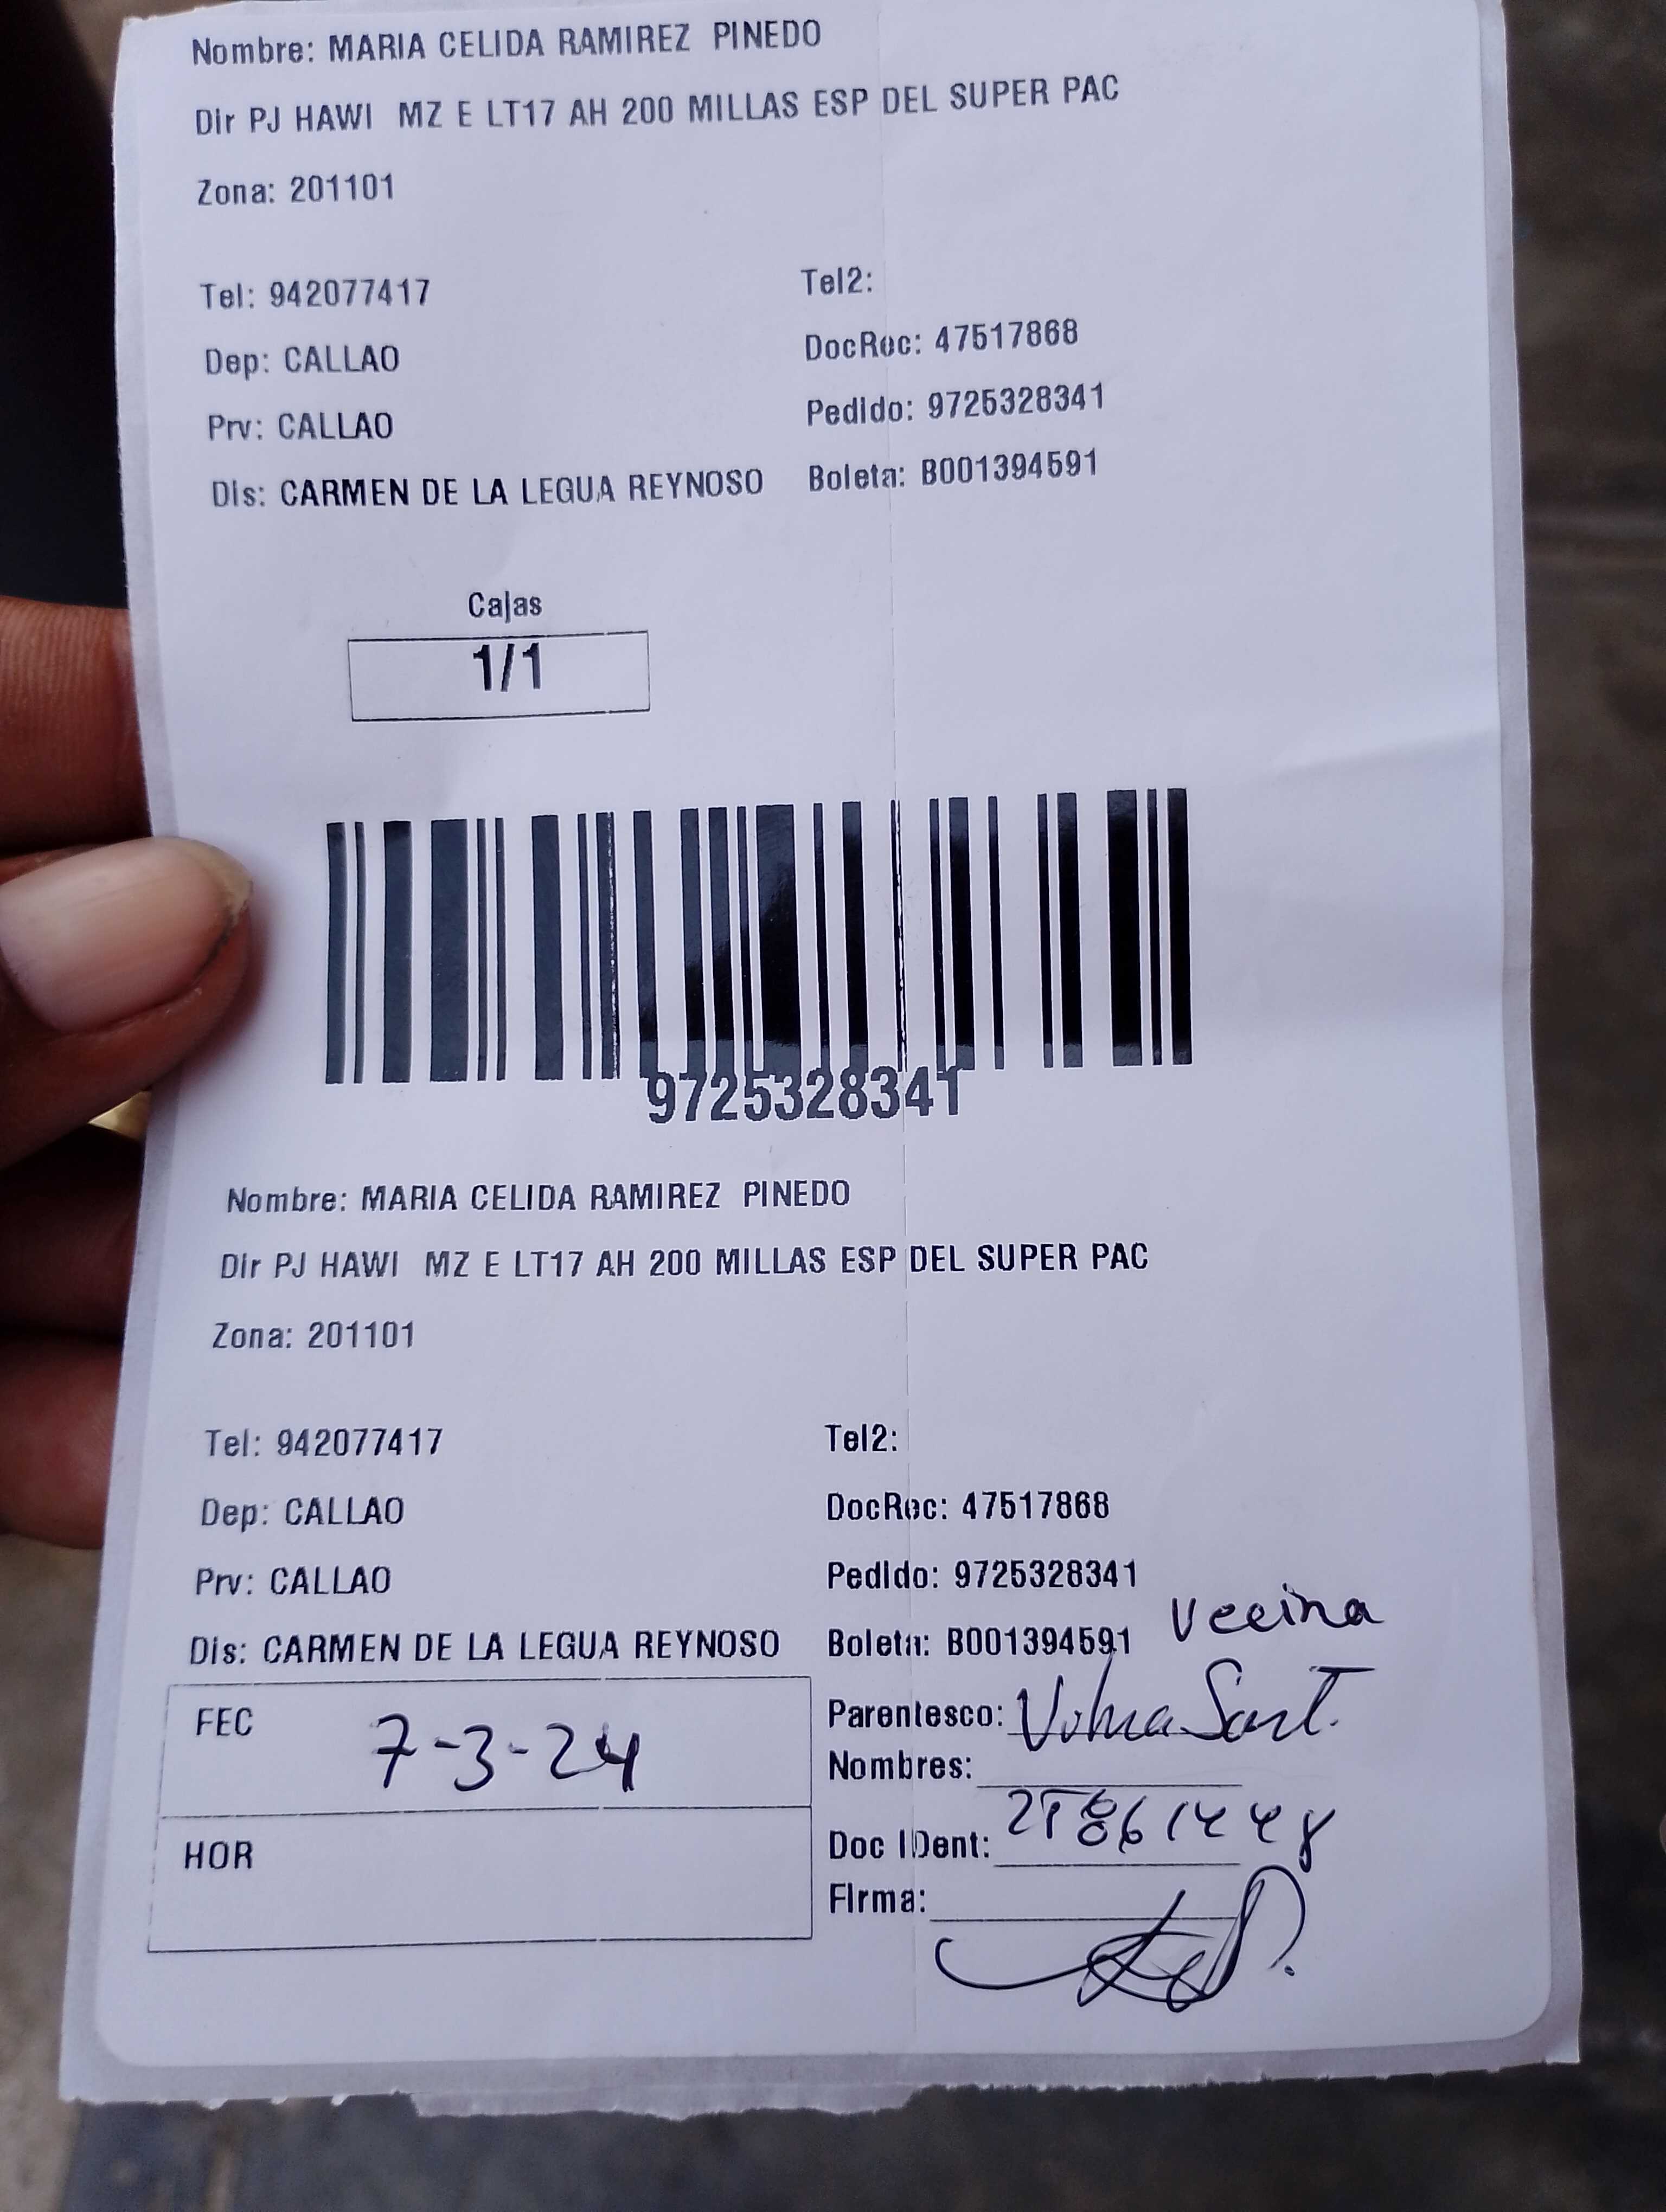 Nombre: MARIA CELIDA RAMIREZ PINEDO
Dir PJ HAWI MZ E LT17 AH 200 MILLAS ESP DEL SUPER PAC
Zona: 201101
Tel: 942077417 Tel2:
Dep: CALLAO DocRec: 47517868
Prv: CALLAO Pedido: 9725328341
Dis: CARMEN DE LA LEGUA REYNOSO Boleta: B001394591
Cajas
1/1
9725328341
Nombre: MARIA CELIDA RAMIREZ PINEDO
Dir PJ HAWI MZ E LT17 AH 200 MILLAS ESP DEL SUPER PAC
Zona: 201101
Tel: 942077417 Tel2:
Dep: CALLAO DocRec: 47517868
Prv: CALLAO Pedido: 9725328341
Vecina
Dis: CARMEN DE LA LEGUA REYNOSO Boleta: B001394591
FEC 7-3-24 Parentesco:
Nombres:
HOR Doc IDent:
Firma: